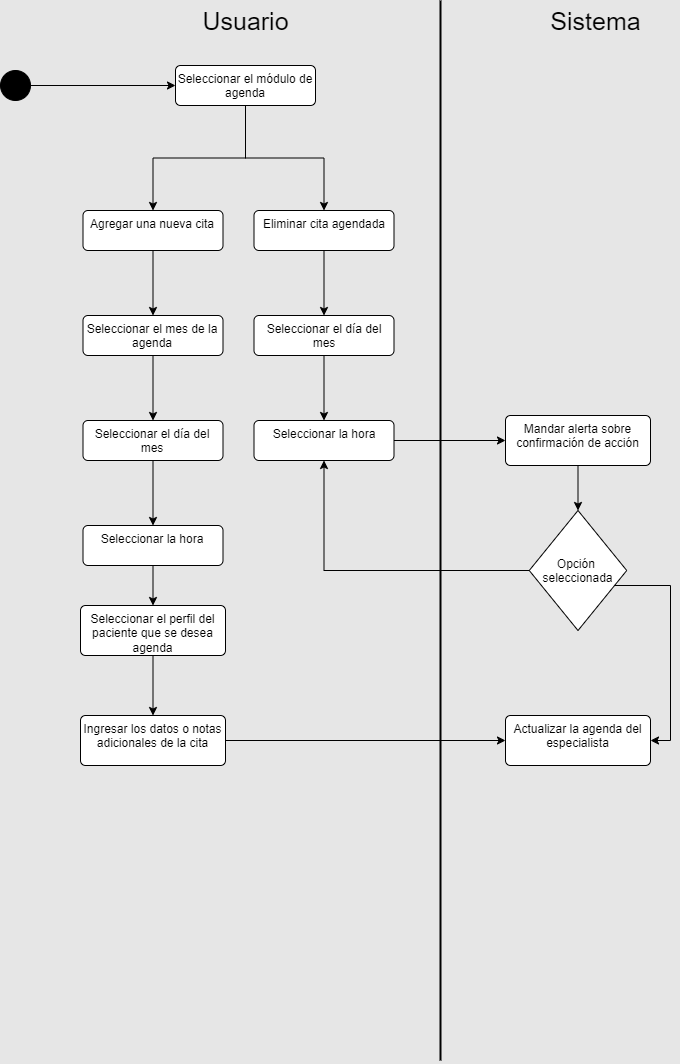 Usuario
Sistema
Seleccionar el módulo de
agenda
Agregar una nueva cita
Eliminar cita agendada
Seleccionar el mes de la
agenda
Seleccionar el día del
mes
Seleccionar el día del
mes
Seleccionar la hora
Mandar alerta sobre
confirmación de acción
Seleccionar la hora
Opción
seleccionada
Seleccionar el perfil del
paciente que se desea
agenda
Ingresar los datos o notas
adicionales de la cita
Actualizar la agenda del
especialista